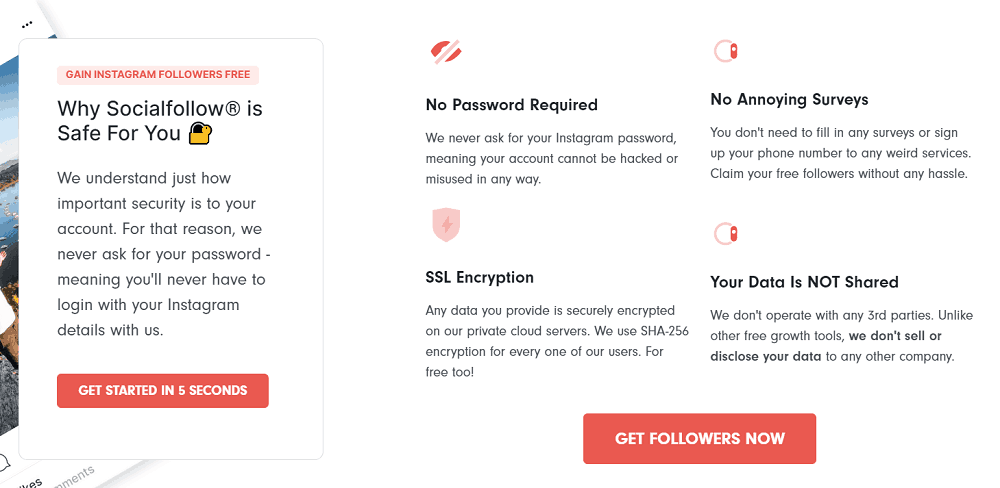 GAIN INSTAGRAM FOLLOWERS FREE
Why Socialfollow® is
Safe For You
We understand just how
important security is to your
account. For that reason, we
never ask for your password -
meaning you'll never have to
login with your Instagram
details with us.
GET STARTED IN 5 SECONDS
No Password Required
We never ask for your Instagram password,
meaning your account cannot be hacked or
misused in any way.
No Annoying Surveys
You don't need to fill in any surveys or sign
up your phone number to any weird services.
Claim your free followers without any hassle.
SSL Encryption
Any data you provide is securely encrypted
on our private cloud servers. We use SHA-256
encryption for every one of our users. For
free too!
Your Data Is NOT Shared
We don't operate with any 3rd parties. Unlike
other free growth tools, we don't sell or
disclose your data to any other company.
GET FOLLOWERS NOW